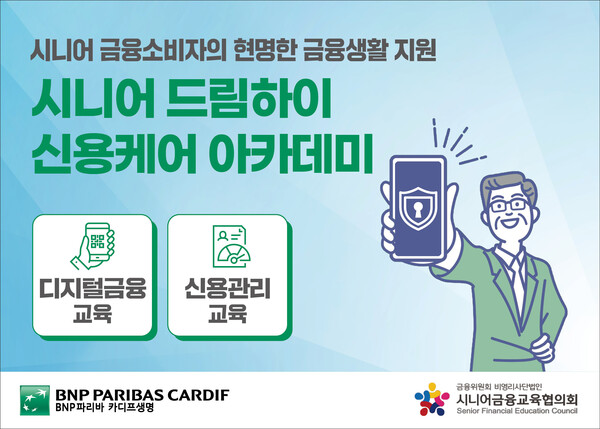 시니어 금융소비자의 현명한 금융생활 지원
시니어 드림하이
신용케어 아카데미
디지털금융
교육
신용관리
교육
BNP PARIBAS CARDIF
BNP파리바 카디프생명
금융위원회 비영리사단법인
시니어금융교육협의회
Senior Financial Education Council